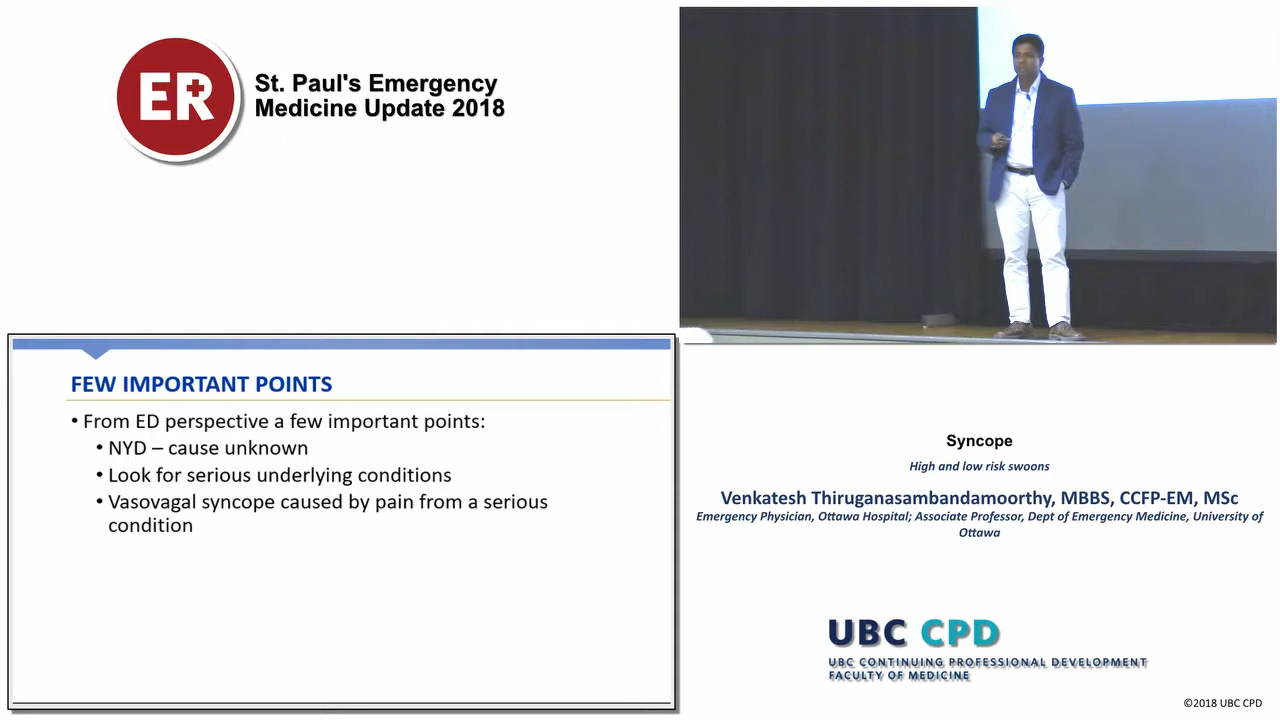 ER
St. Paul's Emergency
Medicine Update 2018
FEW IMPORTANT POINTS
• From ED perspective a few important points:
• NYD – cause unknown
• Look for serious underlying conditions
• Vasovagal syncope caused by pain from a serious
condition
Syncope
High and low risk swoons
Venkatesh Thiruganasambandamoorthy, MBBS, CCFP-EM, MSc
Emergency Physician, Ottawa Hospital; Associate Professor, Dept of Emergency Medicine, University of
Ottawa
UBC CPD
UBC CONTINUING PROFESSIONAL DEVELOPMENT
FACULTY OF MEDICINE
©2018 UBC CPD